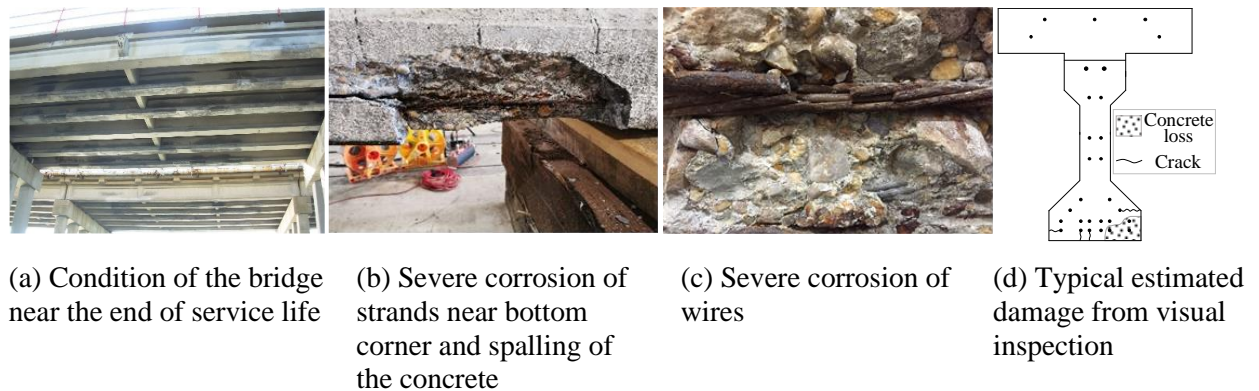 Concrete
loss
Crack
(a) Condition of the bridge
near the end of service life
(b) Severe corrosion of
strands near bottom
corner and spalling of
the concrete
(c) Severe corrosion of
wires
(d) Typical estimated
damage from visual
inspection